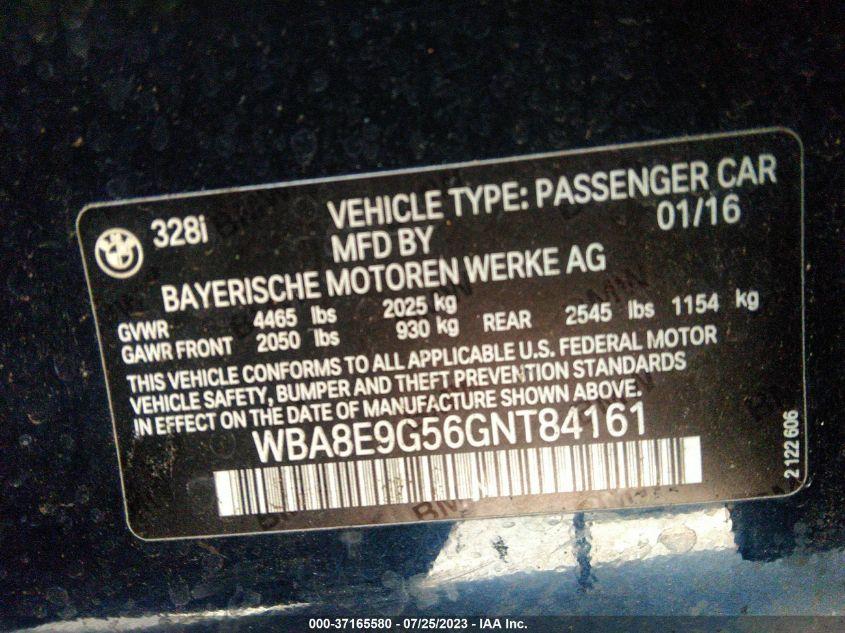 BMW 328i VEHICLE TYPE: PASSENGER CAR
MFD BY 01/16
BAYERISCHE MOTOREN WERKE AG
GVWR 4465 lbs 2025 kg
GAWR FRONT 2050 lbs 930 kg REAR 2545 lbs 1154 kg
THIS VEHICLE CONFORMS TO ALL APPLICABLE U.S. FEDERAL MOTOR
VEHICLE SAFETY, BUMPER AND THEFT PREVENTION STANDARDS
IN EFFECT ON THE DATE OF MANUFACTURE SHOWN ABOVE.
WBA8E9G56GNT84161
2 122 606
000-37165580 - 07/25/2023 - IAA Inc.